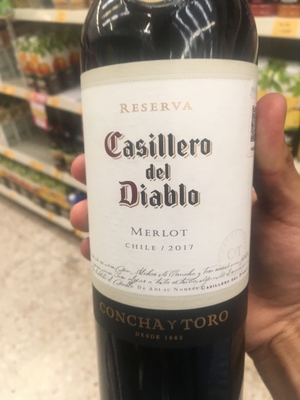 RESERVA
Casillero
del
Diablo
MERLOT
CHILE / 2017
CONCHA Y TORO
DESDE 1883